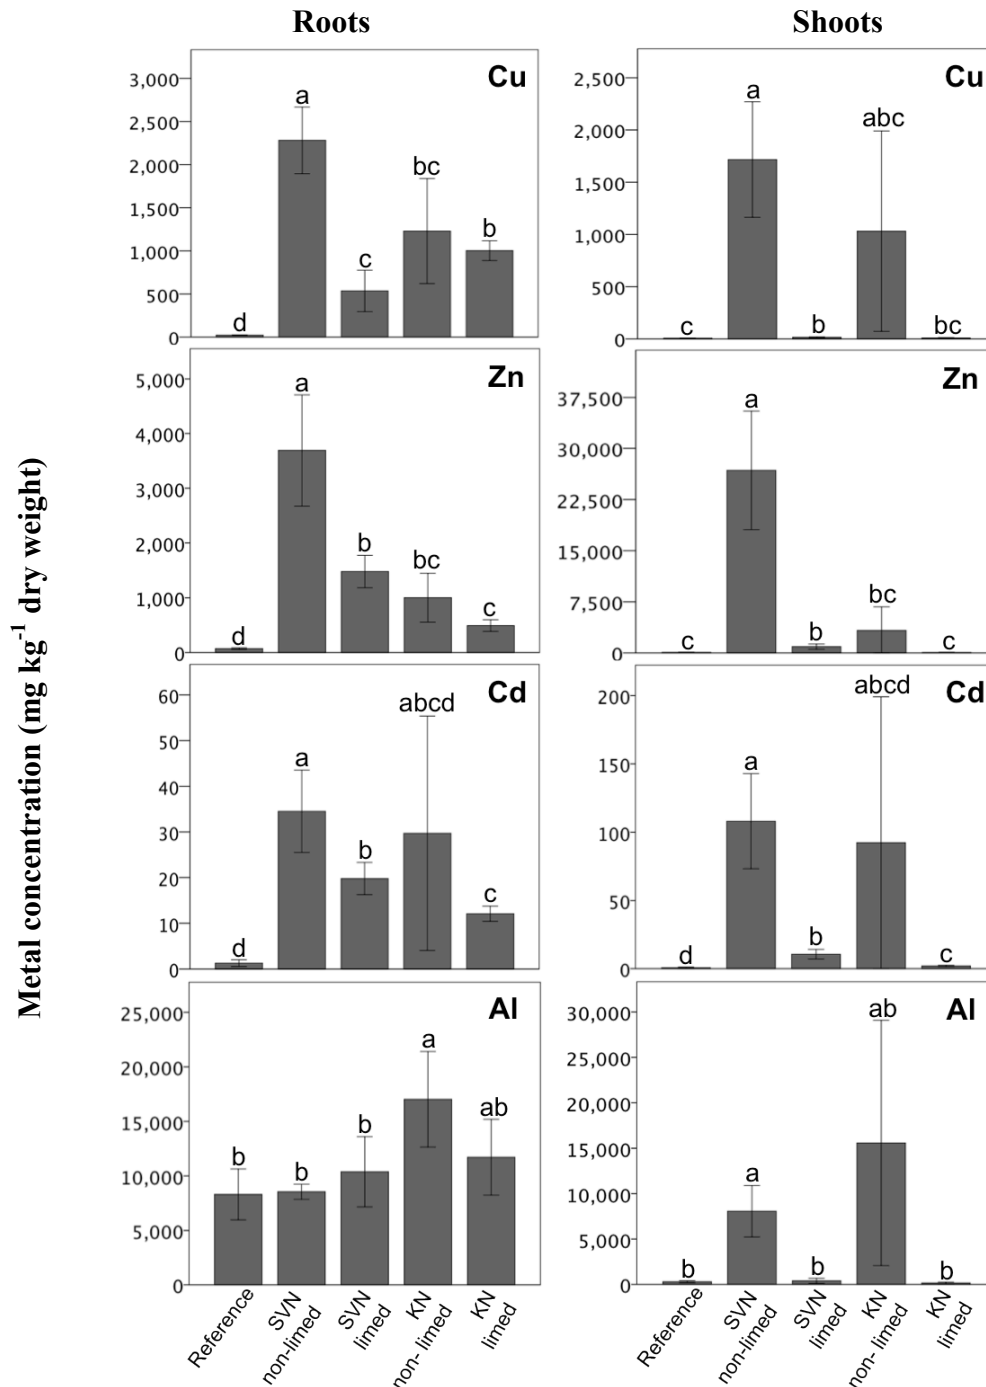 Roots
Shoots
Metal concentration (mg kg⁻¹ dry weight)
Cu
3,000
2,500
2,000
1,500
1,000
500
0
d
a
c
bc
b
Cu
2,500
2,000
1,500
1,000
500
0
c
a
b
abc
bc
Zn
5,000
4,000
3,000
2,000
1,000
0
d
a
b
bc
c
Zn
37,500
30,000
22,500
15,000
7,500
0
c
a
b
bc
c
Cd
60
50
40
30
20
10
0
d
a
b
abcd
c
Cd
200
150
100
50
0
d
a
b
abcd
c
Al
25,000
20,000
15,000
10,000
5,000
0
b
b
b
a
ab
Al
30,000
25,000
20,000
15,000
10,000
5,000
0
b
a
b
ab
b
Reference
SVN
non-limed
SVN
limed
KN
non- limed
KN
limed
Reference
SVN
non-limed
SVN
limed
KN
non- limed
KN
limed